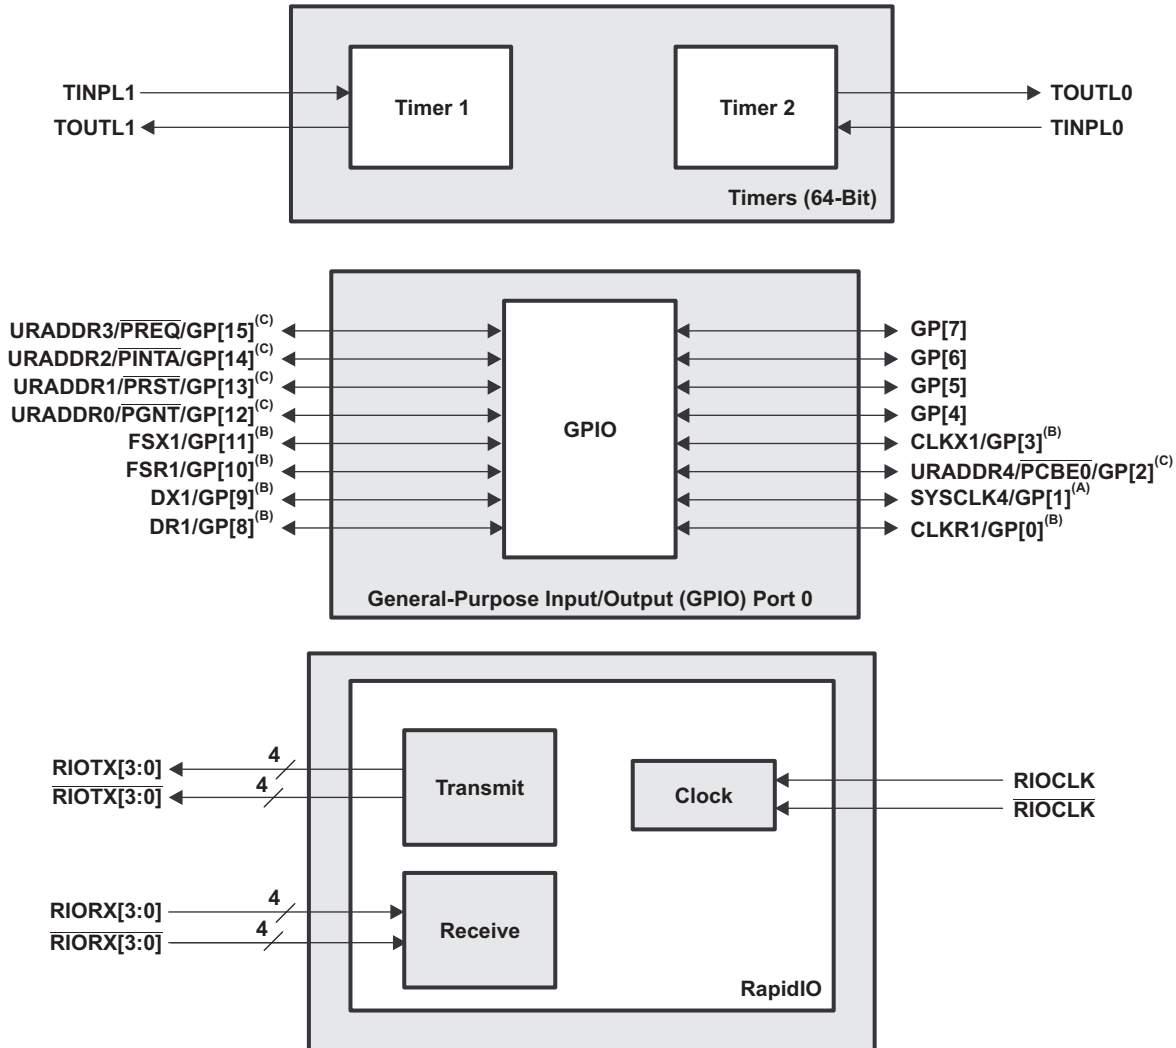 TINPL1
TOUTL1
Timer 1
Timer 2
TOUTL0
TINPL0
Timers (64-Bit)
URADDR3/PREQ/GP[15](C)
URADDR2/PINTA/GP[14](C)
URADDR1/PRST/GP[13](C)
URADDR0/PGNT/GP[12](C)
FSX1/GP[11](B)
FSR1/GP[10](B)
DX1/GP[9](B)
DR1/GP[8](B)
GPIO
GP[7]
GP[6]
GP[5]
GP[4]
CLKX1/GP[3](B)
URADDR4/PCBE0/GP[2](C)
SYSCLK4/GP[1](A)
CLKR1/GP[0](B)
General-Purpose Input/Output (GPIO) Port 0
RIOTX[3:0]
4
RIOTX[3:0]
4
Transmit
Clock
RIOCLK
RIOCLK
RIORX[3:0]
4
RIORX[3:0]
4
Receive
RapidIO